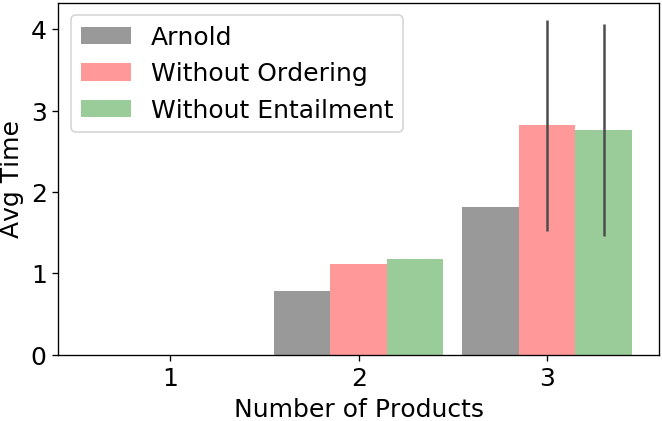 Arnold
Without Ordering
Without Entailment
Avg Time
4
3
2
1
0
1 2 3
Number of Products